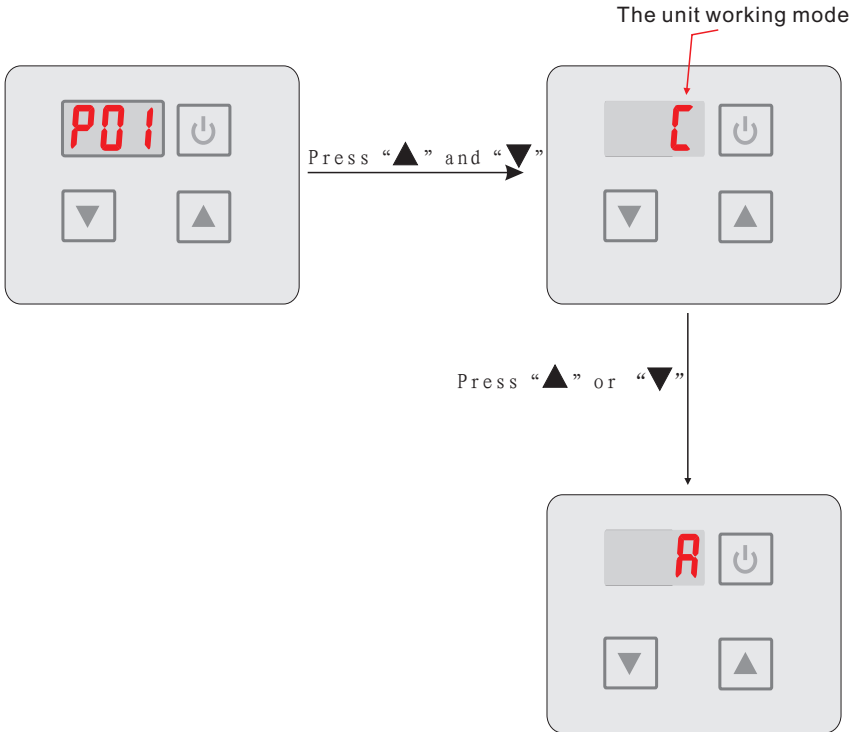 The unit working mode
P01
C
Press “▲” and “▼”
Press “▲” or “▼”
A